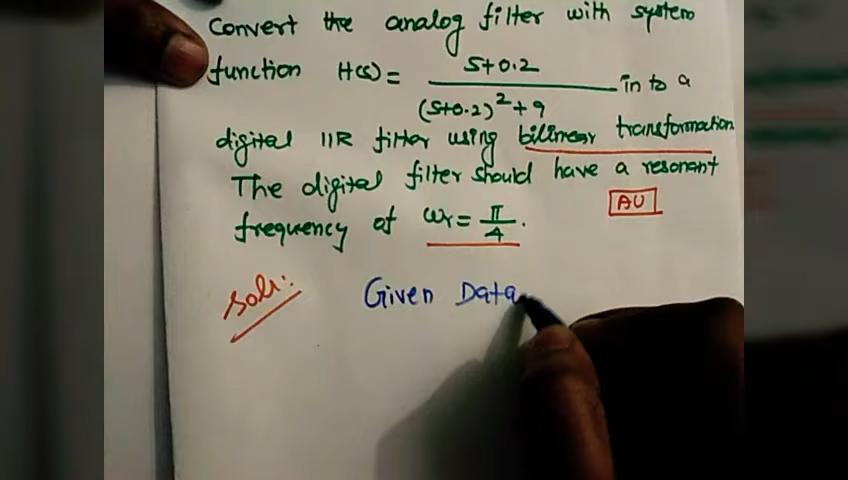 Convert the analog filter with system
function H(s) = S+0.2 / (S+0.2)² + 9 in to a
digital IIR filter using bilinear transformation
The digital filter should have a resonant
frequency of ωr = π/4. AU
Soln:
Given Data